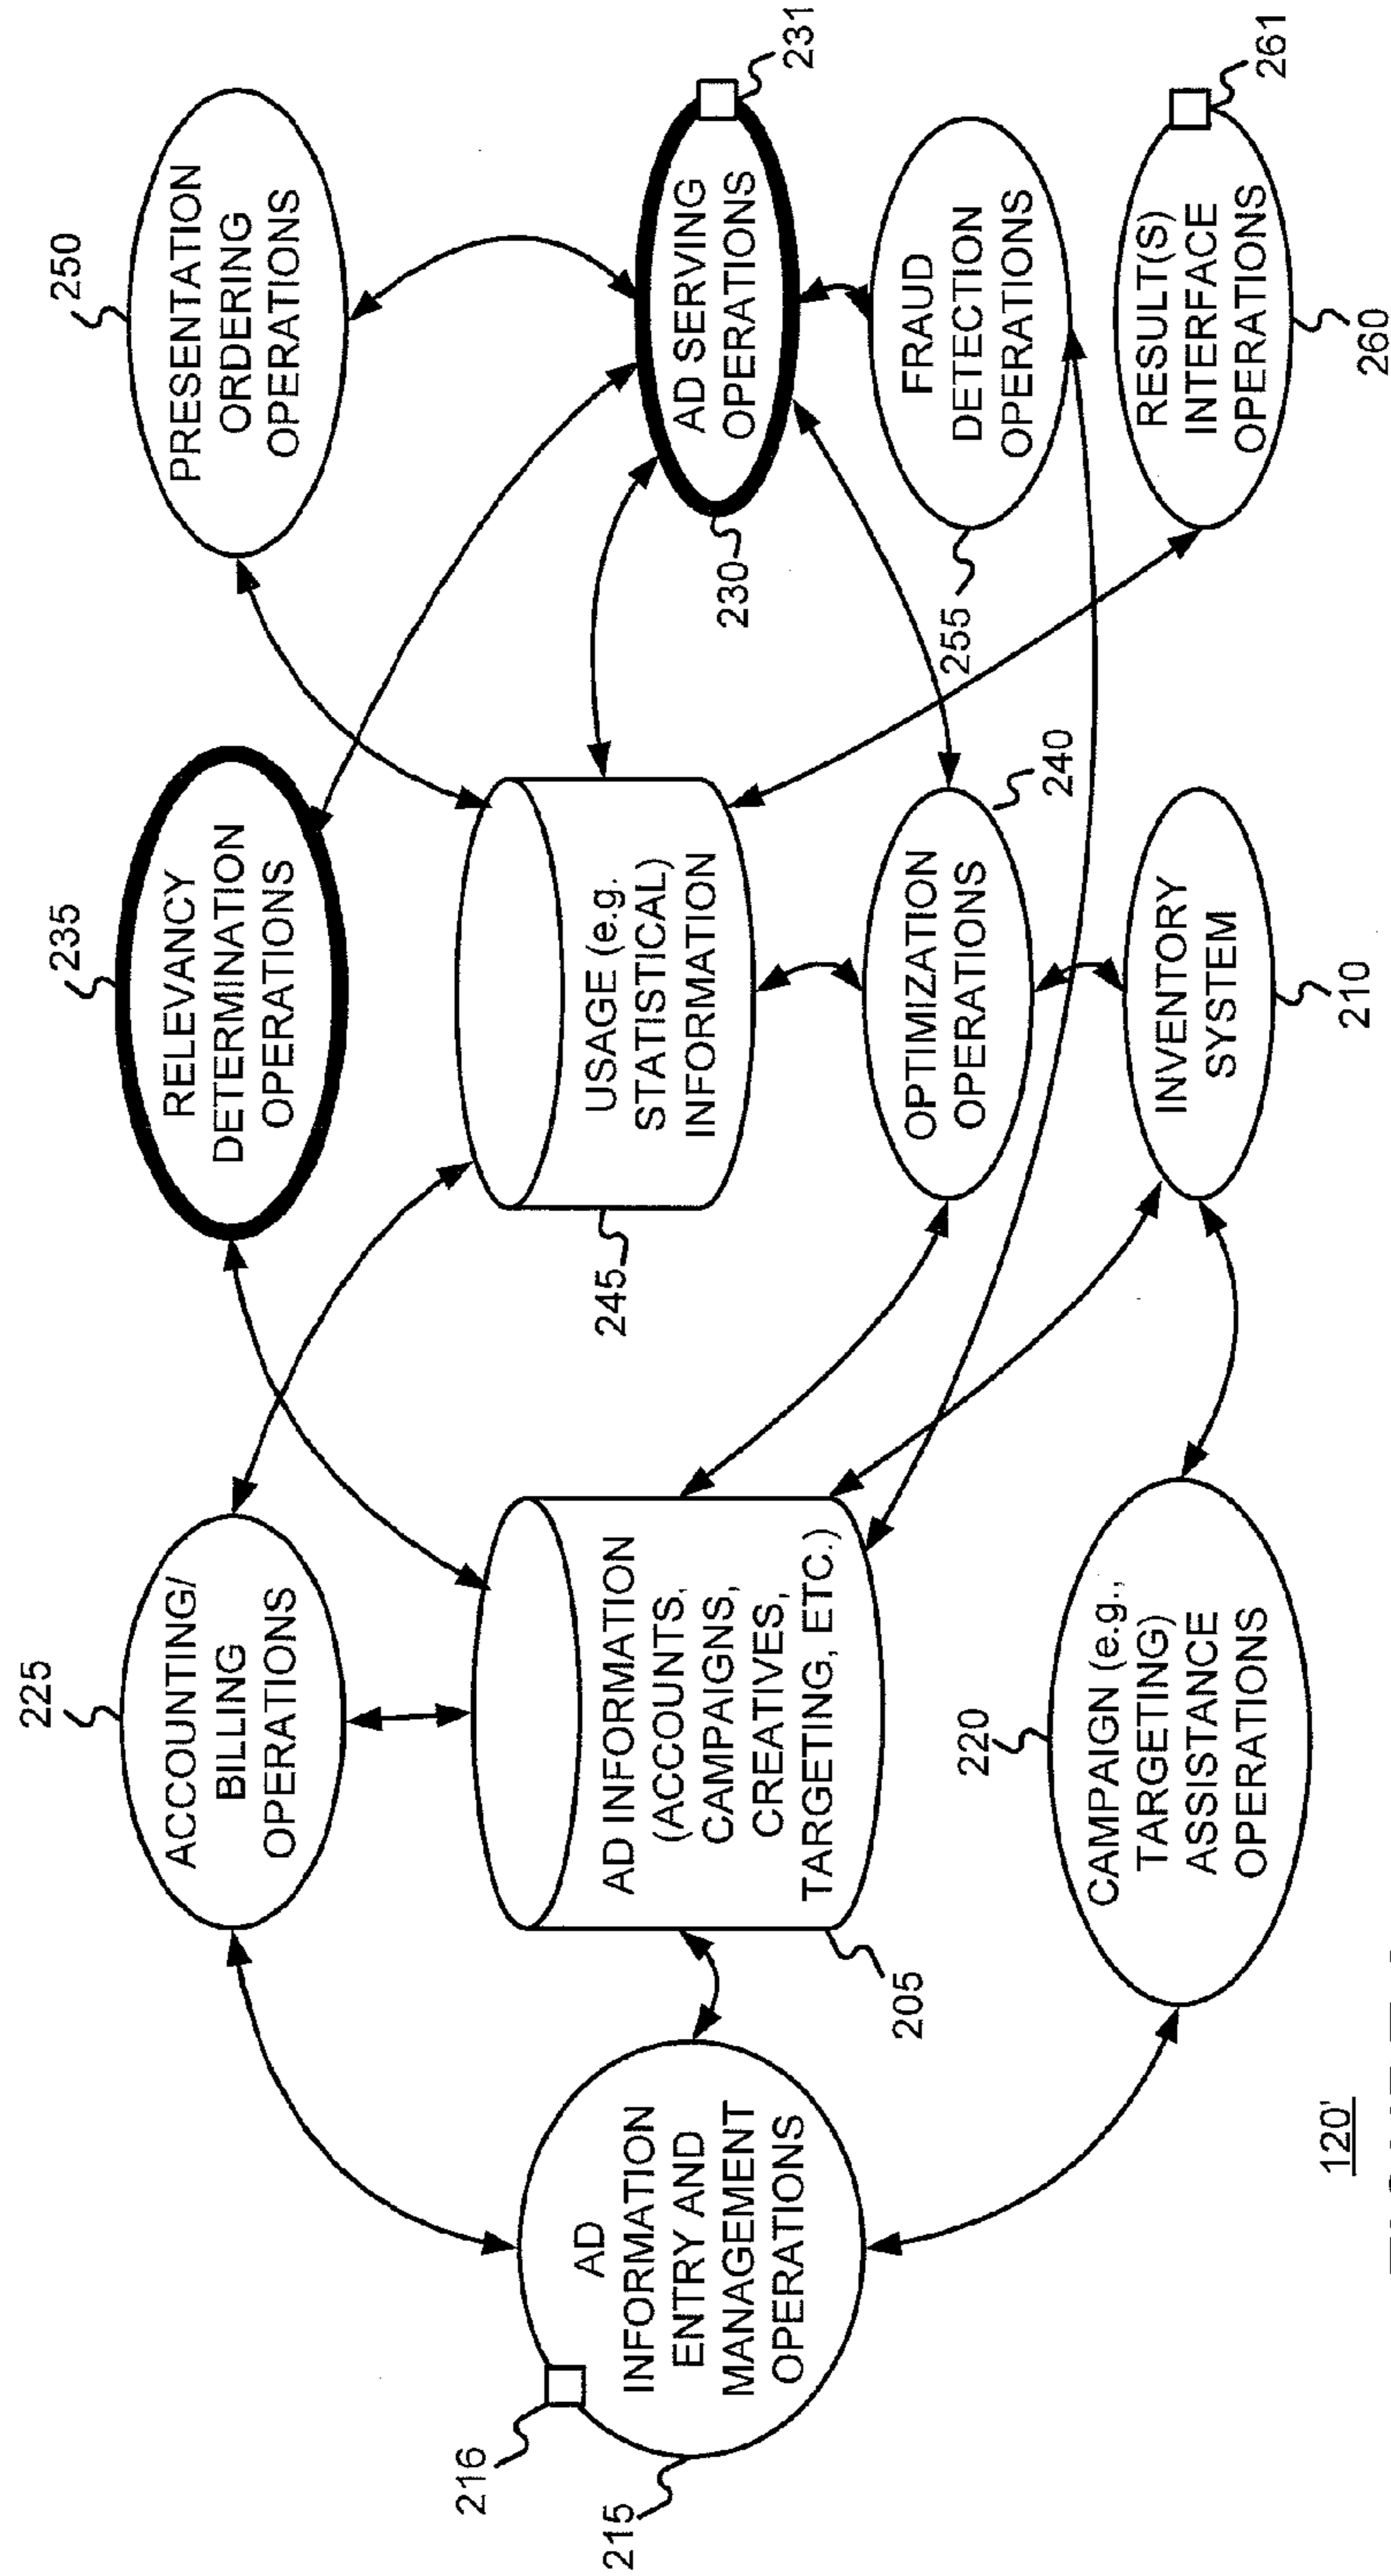 225
ACCOUNTING/
BILLING
OPERATIONS
235
RELEVANCY
DETERMINATION
OPERATIONS
250
PRESENTATION
ORDERING
OPERATIONS
216
215
AD
INFORMATION
ENTRY AND
MANAGEMENT
OPERATIONS
AD INFORMATION
(ACCOUNTS,
CAMPAIGNS,
CREATIVES,
TARGETING, ETC.)
205
245
USAGE (e.g.
STATISTICAL)
INFORMATION
230
AD SERVING
OPERATIONS
231
OPTIMIZATION
OPERATIONS
240
255
FRAUD
DETECTION
OPERATIONS
220
CAMPAIGN (e.g.,
TARGETING)
ASSISTANCE
OPERATIONS
INVENTORY
SYSTEM
210
RESULT(S)
INTERFACE
OPERATIONS
260
261
120'